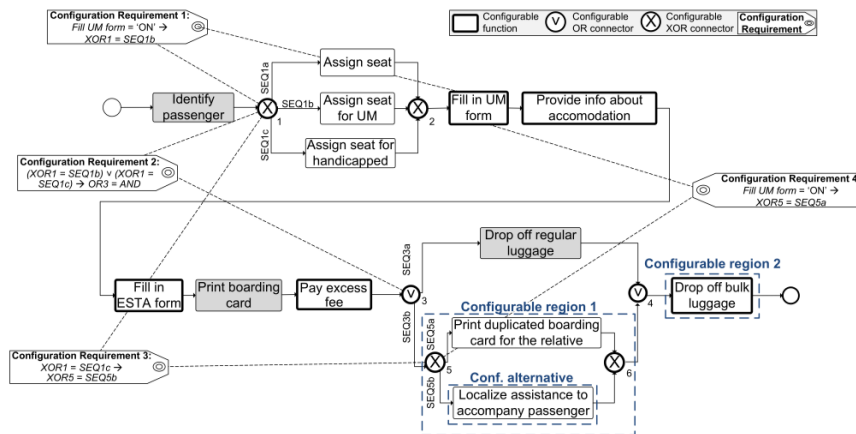 Configuration Requirement 1:
Fill UM form = 'ON' →
XOR1 = SEQ1b
Configurable
function
V
Configurable
OR connector
X
Configurable
XOR connector
Configuration
Requirement
Identify
passenger
X
1
SEQ1a
SEQ1b
SEQ1c
Assign seat
Assign seat
for UM
Assign seat for
handicapped
X
2
Fill in UM
form
Provide info about
accomodation
Configuration Requirement 2:
(XOR1 = SEQ1b) v (XOR1 =
SEQ1c) → OR3 = AND
Configuration Requirement 4
Fill UM form = 'ON' →
XOR5 = SEQ5a
Fill in
ESTA form
Print boarding
card
Pay excess
fee
V
3
SEQ3a
SEQ3b
Drop off regular
luggage
V
4
Configurable region 2
Drop off bulk
luggage
Configurable region 1
X
5
SEQ5a
SEQ5b
Print duplicated boarding
card for the relative
X
6
Conf. alternative
Localize assistance to
accompany passenger
Configuration Requirement 3:
XOR1 = SEQ1c →
XOR5 = SEQ5b